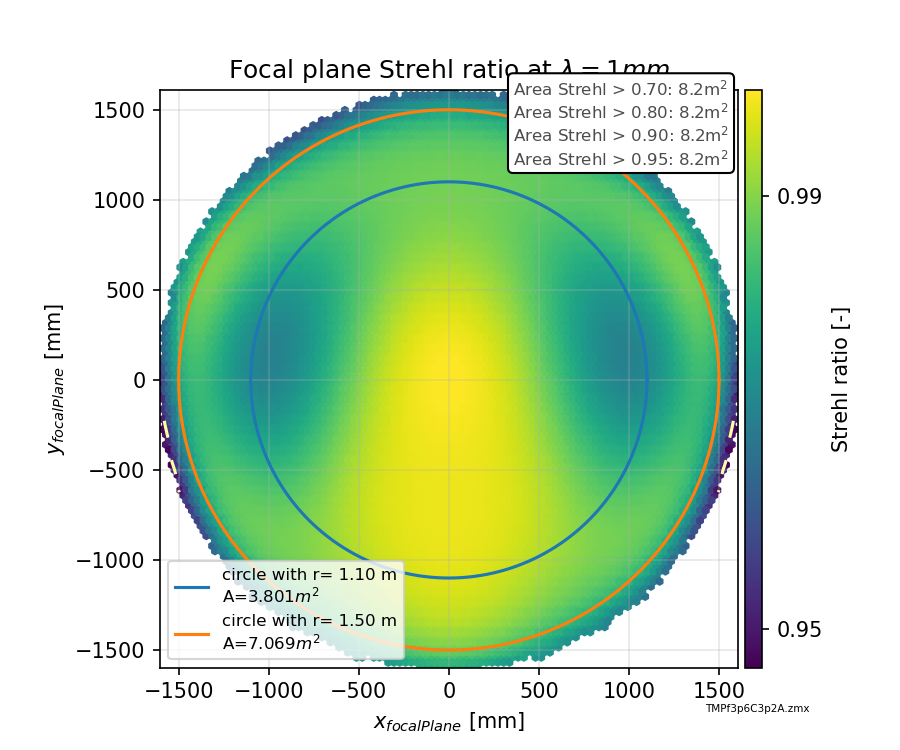 Focal plane Strehl ratio at λ = 1mm
Area Strehl > 0.70: 8.2m²
Area Strehl > 0.80: 8.2m²
Area Strehl > 0.90: 8.2m²
Area Strehl > 0.95: 8.2m²
1500
1000
500
0
−500
−1000
−1500
y_focalPlane [mm]
0.99
0.95
Strehl ratio [-]
circle with r= 1.10 m
A=3.801m²
circle with r= 1.50 m
A=7.069m²
−1500 −1000 −500 0 500 1000 1500
x_focalPlane [mm]
TMPf3p6C3p2A.zmx